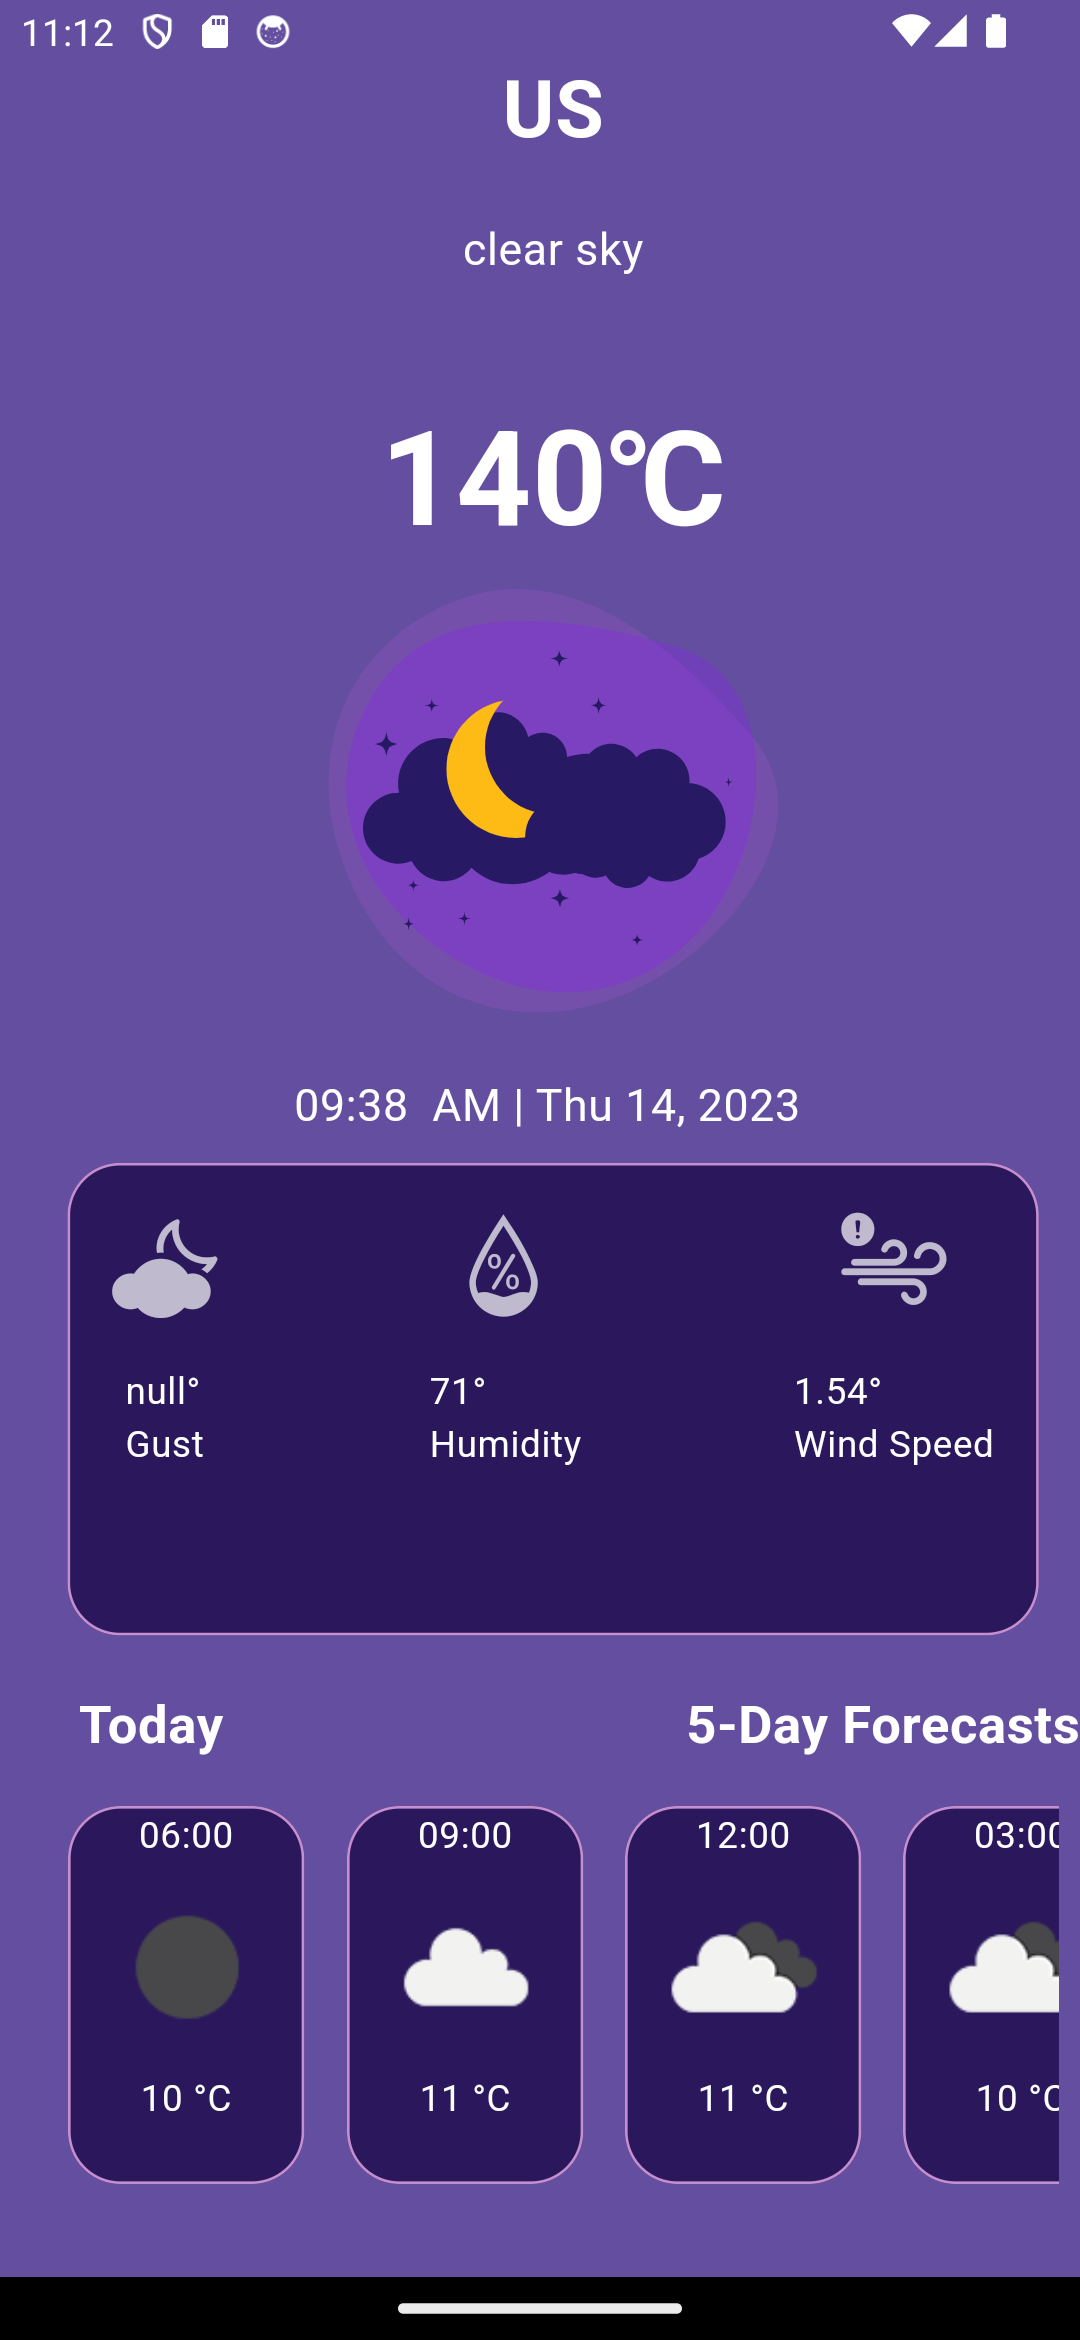 11:12
US
clear sky
140°C
09:38  AM | Thu 14, 2023
null° 71° 1.54°
Gust Humidity Wind Speed
Today 5-Day Forecasts
06:00 09:00 12:00 03:00
10 °C 11 °C 11 °C 10 °C